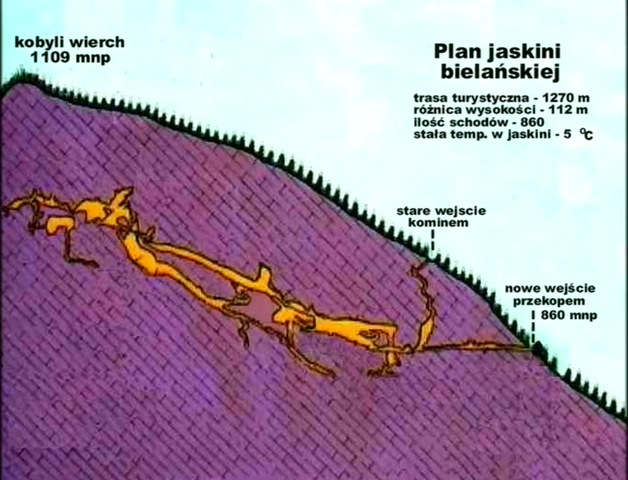 kobyli wierch
1109 mnp
Plan jaskini
bielańskiej
trasa turystyczna - 1270 m
różnica wysokości - 112 m
ilość schodów - 860
stała temp. w jaskini - 5 °C
stare wejscie
kominem
nowe wejście
przekopem
860 mnp